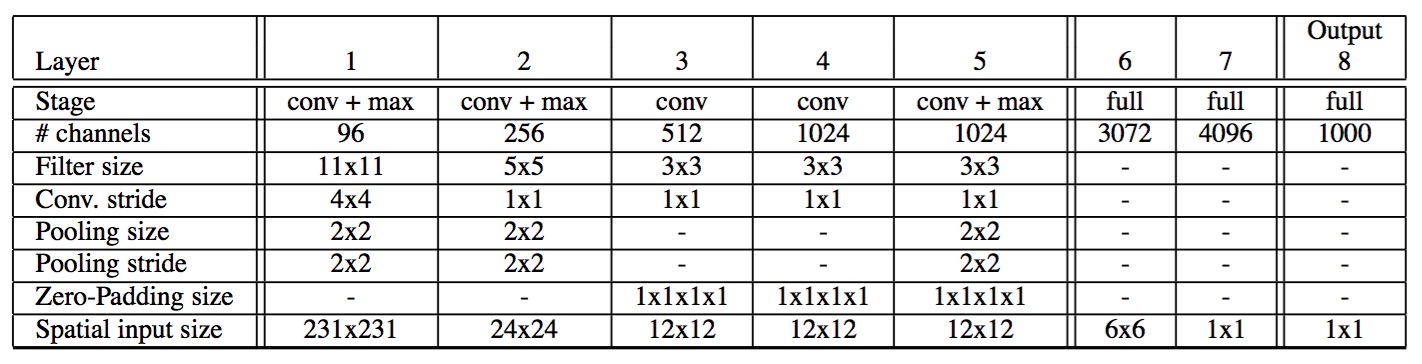 Output
Layer 1 2 3 4 5 6 7 8
Stage conv + max conv + max conv conv conv + max full full full
# channels 96 256 512 1024 1024 3072 4096 1000
Filter size 11x11 5x5 3x3 3x3 3x3 - - -
Conv. stride 4x4 1x1 1x1 1x1 1x1 - - -
Pooling size 2x2 2x2 - - 2x2 - - -
Pooling stride 2x2 2x2 - - 2x2 - - -
Zero-Padding size - - 1x1x1x1 1x1x1x1 1x1x1x1 - - -
Spatial input size 231x231 24x24 12x12 12x12 12x12 6x6 1x1 1x1